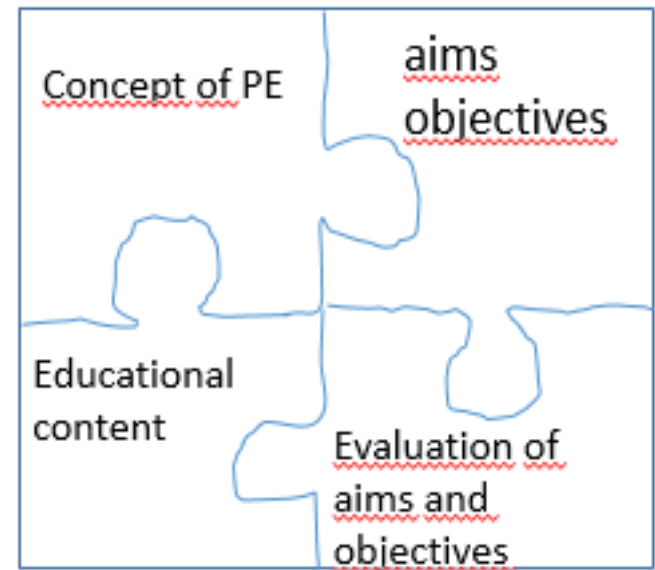 Concept of PE
aims
objectives
Educational
content
Evaluation of
aims and
objectives